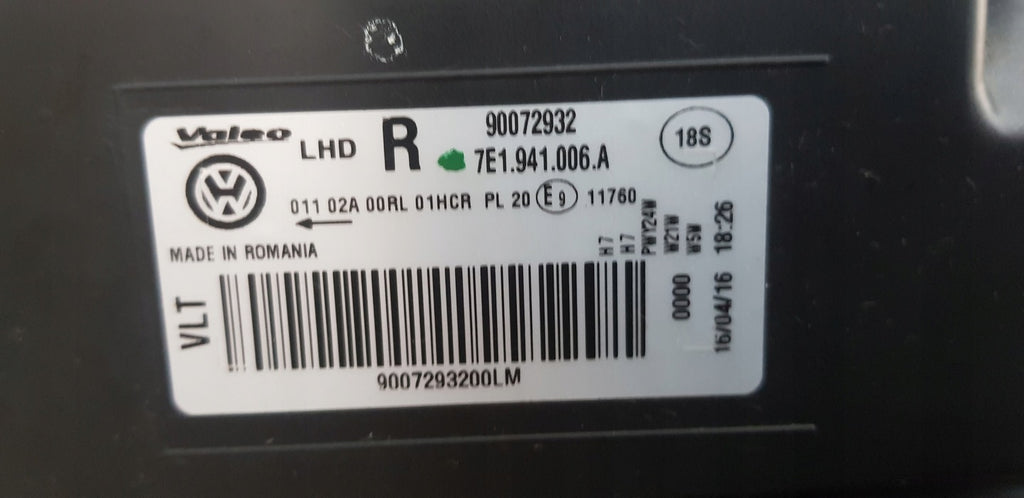 Valeo
LHD R 90072932
7E1.941.006.A
18S
011 02A 00RL 01HCR PL 20 E9 11760
MADE IN ROMANIA
H7
H7
PWY24W
W21W
W5W
0000
16/04/16 18:26
VLT
9007293200LM